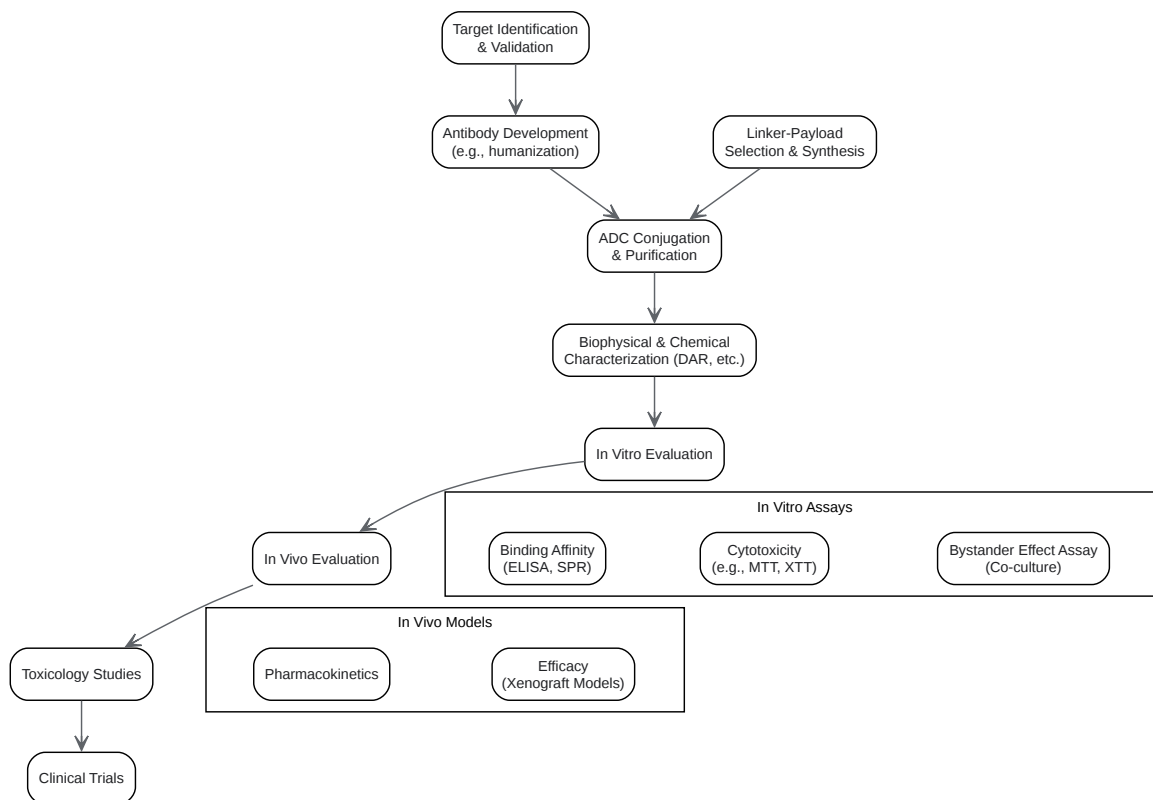 Target Identification
& Validation
Antibody Development
(e.g., humanization)
Linker-Payload
Selection & Synthesis
ADC Conjugation
& Purification
Biophysical & Chemical
Characterization (DAR, etc.)
In Vitro Evaluation
In Vitro Assays
In Vivo Evaluation
Binding Affinity
(ELISA, SPR)
Cytotoxicity
(e.g., MTT, XTT)
Bystander Effect Assay
(Co-culture)
In Vivo Models
Toxicology Studies
Pharmacokinetics
Efficacy
(Xenograft Models)
Clinical Trials